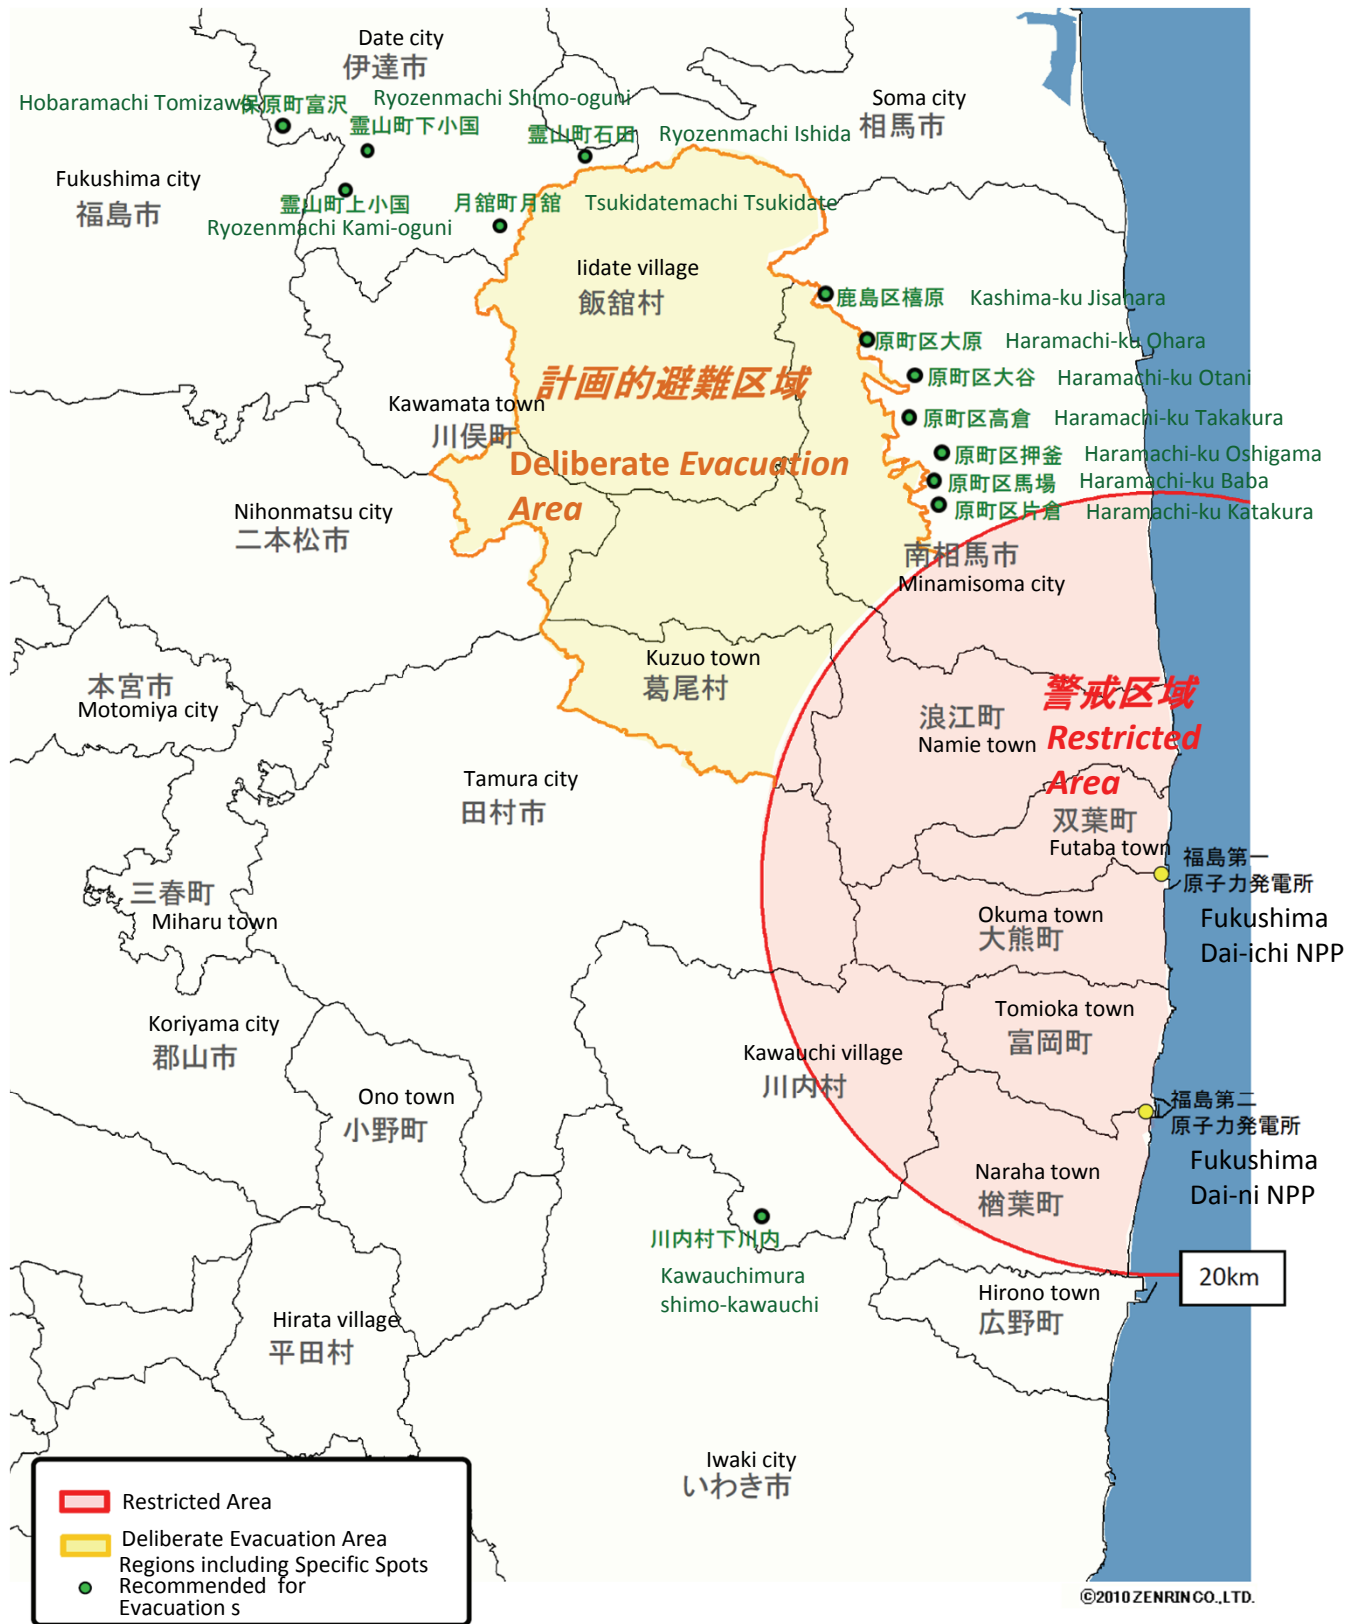 Date city
伊達市
Hobaramachi Tomizawa
保原町富沢
Ryozenmachi Shimo-oguni
霊山町下小国
霊山町石田
Ryozenmachi Ishida
Soma city
相馬市
Fukushima city
福島市
霊山町上小国
Ryozenmachi Kami-oguni
月舘町月舘
Tsukidatemachi Tsukidate
Iidate village
飯舘村
鹿島区橲原
Kashima-ku Jisahara
原町区大原
Haramachi-ku Ohara
原町区大谷
Haramachi-ku Otani
原町区高倉
Haramachi-ku Takakura
原町区押釜
Haramachi-ku Oshigama
原町区馬場
Haramachi-ku Baba
原町区片倉
Haramachi-ku Katakura
計画的避難区域
Deliberate Evacuation
Area
Kawamata town
川俣町
Nihonmatsu city
二本松市
南相馬市
Minamisoma city
Kuzuo town
葛尾村
本宮市
Motomiya city
浪江町
Namie town
警戒区域
Restricted
Area
Tamura city
田村市
双葉町
Futaba town
福島第一
原子力発電所
Fukushima
Dai-ichi NPP
三春町
Miharu town
Okuma town
大熊町
Koriyama city
郡山市
Tomioka town
富岡町
Kawauchi village
川内村
Ono town
小野町
福島第二
原子力発電所
Fukushima
Dai-ni NPP
Naraha town
楢葉町
川内村下川内
Kawauchimura
shimo-kawauchi
20km
Hirono town
広野町
Hirata village
平田村
Iwaki city
いわき市
Restricted Area
Deliberate Evacuation Area
Regions including Specific Spots
Recommended for
Evacuation s
©2010 ZENRIN CO., LTD.